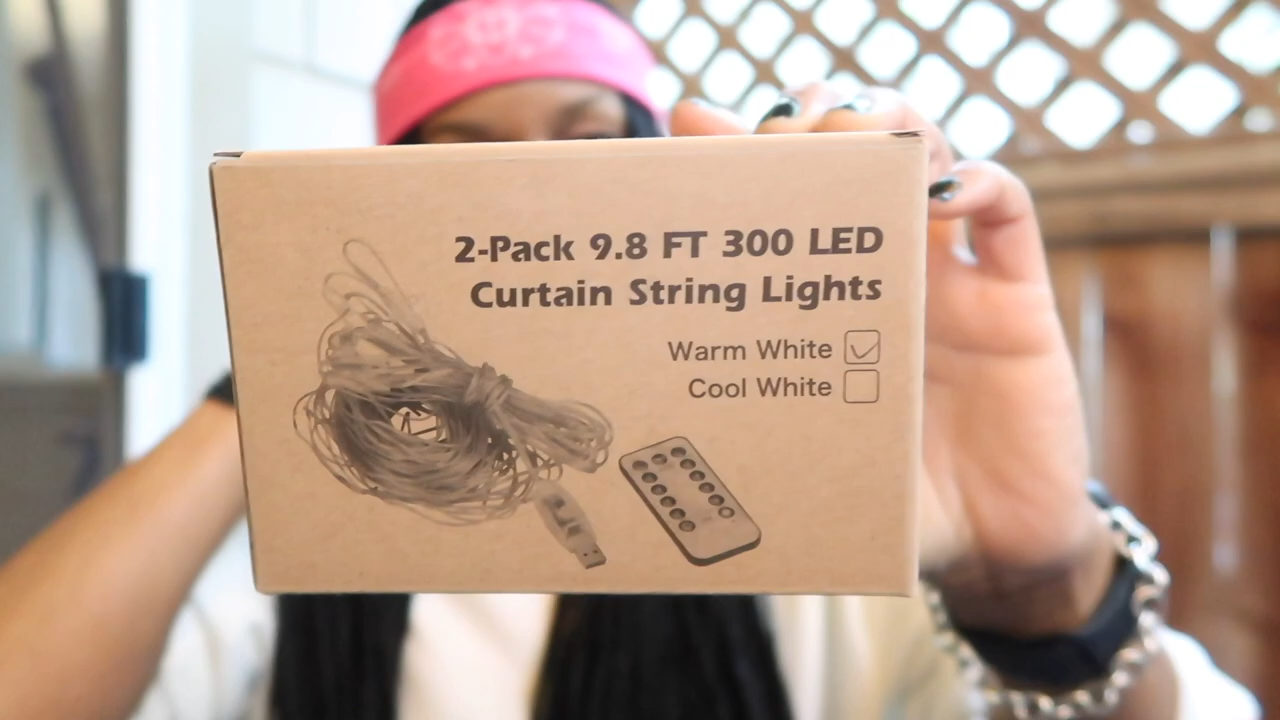 2-Pack 9.8 FT 300 LED
Curtain String Lights
Warm White
Cool White